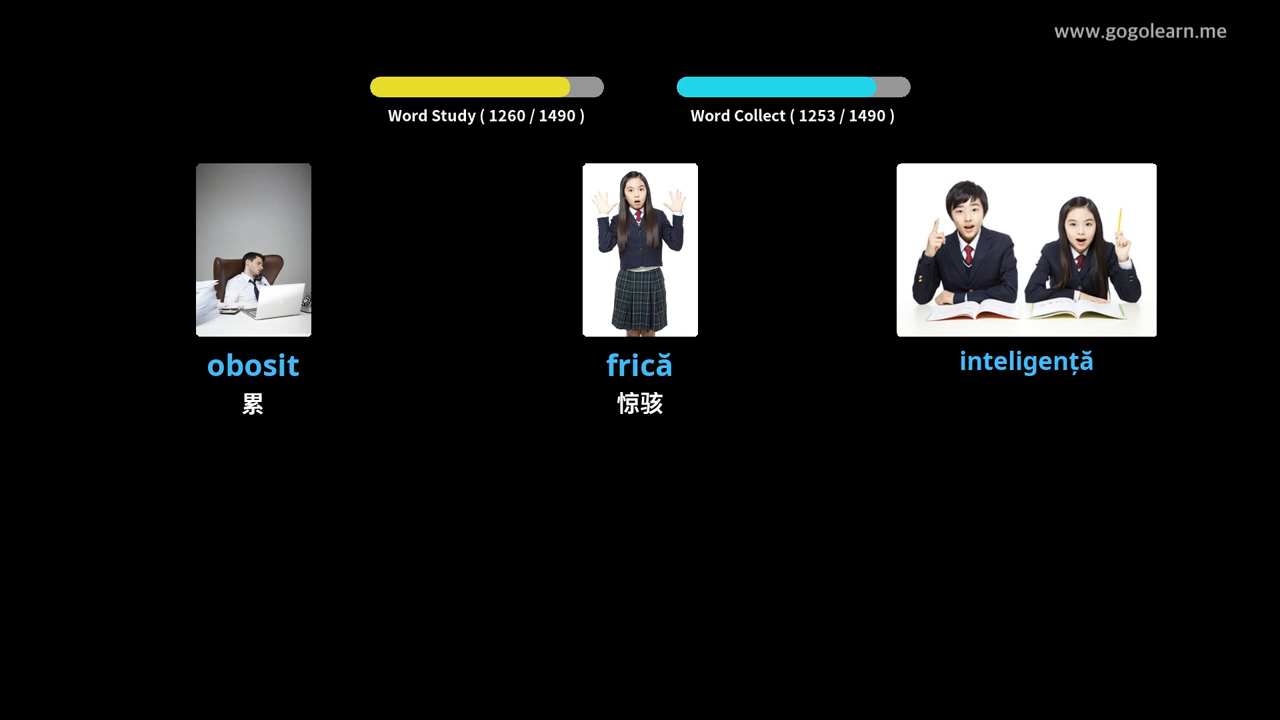 www.gogolearn.me
Word Study ( 1260 / 1490 )
Word Collect ( 1253 / 1490 )
obosit
frică
inteligență
累
惊骇